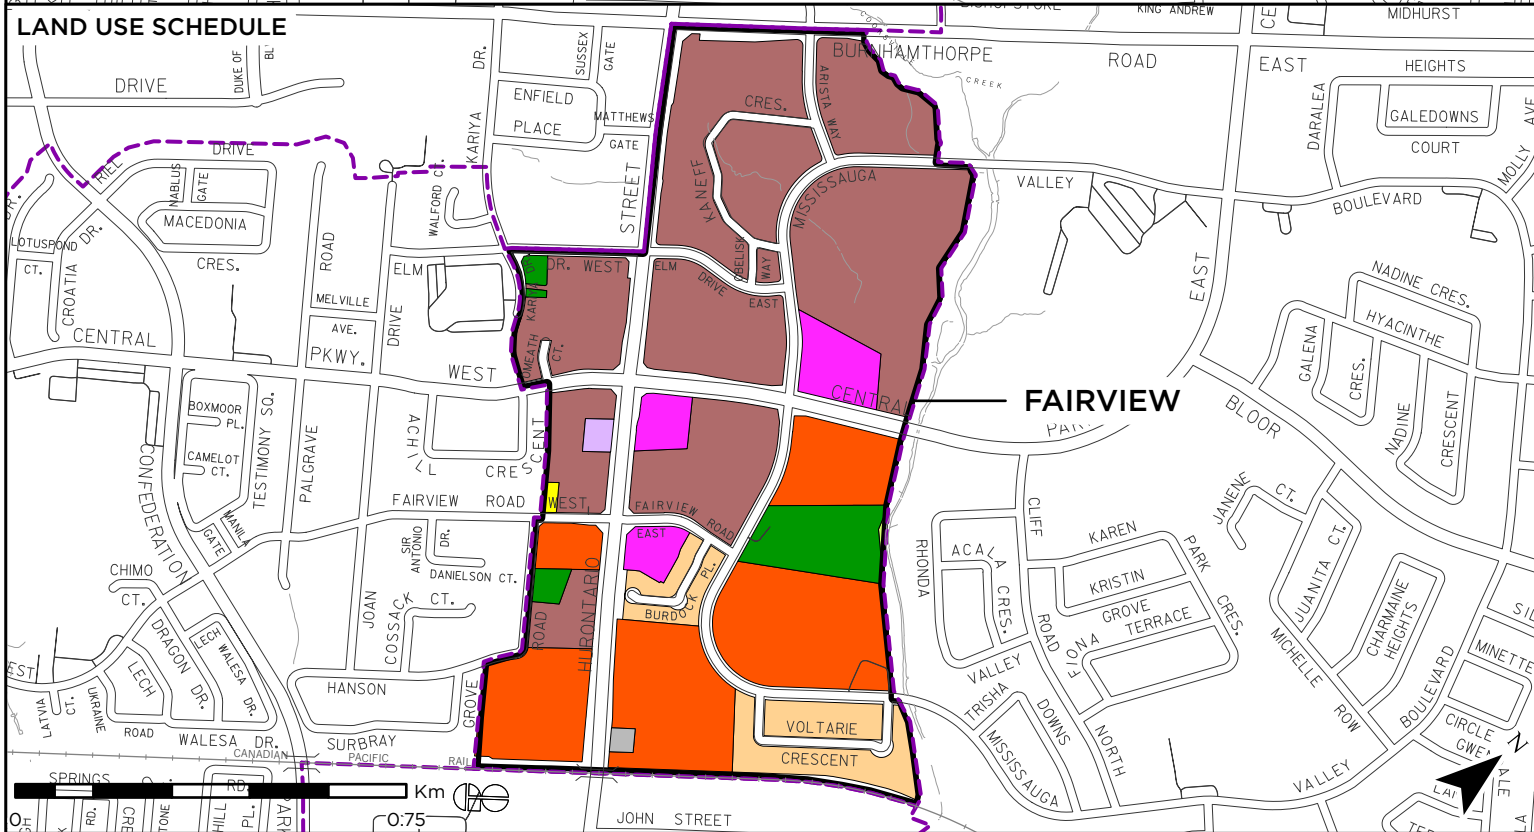 LAND USE SCHEDULE
KING ANDREW
MIDHURST
DRIVE
DUKE OF
DR.
SUSSEX
GATE
ENFIELD
PLACE
MATTHEWS
GATE
KARIYA
STREET
BURNHAMTHORPE
ROAD
EAST
HEIGHTS
CREEK
ARISTA WAY
CRES.
KANEFF
MISSISSAUGA
VALLEY
DARALEA
GALEDOWNS
COURT
MOLLY
AVE
BOULEVARD
RIEL
DRIVE
NABLUS
GATE
MACEDONIA
CRES.
LOTUSPOND
CT.
CROATIA
DR.
ROAD
WALFORD CT.
ELM
DR. WEST
ELM
DRIVE
EAST
OBELISK
WAY
EAST
NADINE CRES.
HYACINTHE
GALENA
CRES.
NADINE
CRESCENT
MELVILLE
AVE.
DRIVE
CENTRAL
PKWY.
WEST
CT.
CENTRAL
FAIRVIEW
BLOOR
BOXMOOR
PL.
CAMELOT
CT.
TESTIMONY SQ.
PALGRAVE
ACHILL
CRESCENT
CONFEDERATION
MANILA
GATE
FAIRVIEW
ROAD
WEST
FAIRVIEW
ROAD
EAST
SIR
ANTONIO
DR.
DANIELSON CT.
CHIMO
CT.
JOAN
COSSACK
CT.
HURONTARIO
ROAD
BURDOCK
PL.
RHONDA
ACALA
CRES.
CLIFF
ROAD
KAREN
PARK
CRES.
KRISTIN
GROVE
TERRACE
FIONA
JANENE
CT.
JUANITA CT.
CHARMAINE
HEIGHTS
MICHELLE
ROW
MINETTE
BOULEVARD
CIRCLE
DRAGON
DR.
LECH
WALESA DR.
LECH
UKRAINE
LATVIA
CT.
ROAD
WALESA DR.
HANSON
GROVE
SURBRAY
CANADIAN
PACIFIC
VALLEY
TRISHA
DOWNS
NORTH
MISSISSAUGA
VALLEY
VOLTARIE
CRESCENT
N
SPRINGS
RD.
RD.
HILL
PL.
0
0.75
Km
JOHN STREET